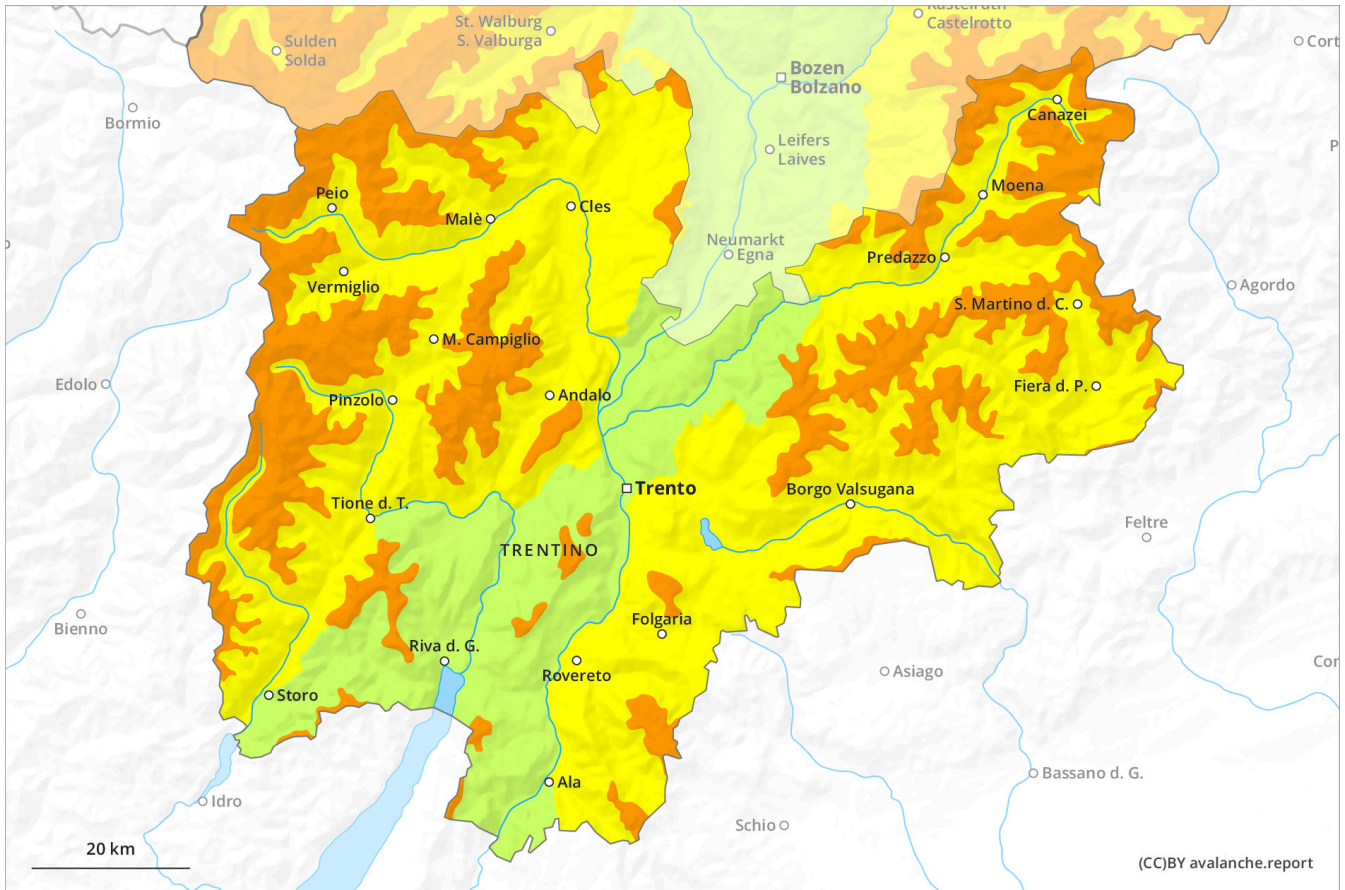 Kastelruth
Castelrotto
St. Walburg
S. Valburga
Sulden
Solda
Cort
Bozen
Bolzano
Bormio
Canazei
Leifers
Laives
P
Peio
Moena
Malè
Cles
Neumarkt
Egna
Predazzo
Vermiglio
Agordo
S. Martino d. C.
M. Campiglio
Edolo
Fiera d. P.
Andalo
Pinzolo
Trento
Borgo Valsugana
Tione d. T.
Feltre
TRENTINO
Bienno
Folgaria
Riva d. G.
Asiago
Cor
Rovereto
Storo
Bassano d. G.
Ala
Idro
Schio
20 km
(CC)BY avalanche.report